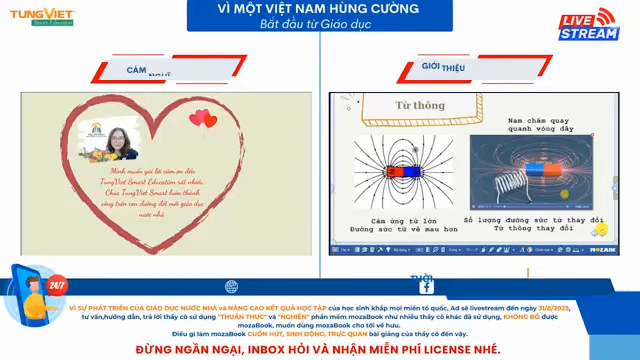 TUNGVIET
Smart Education
VÌ MỘT VIỆT NAM HÙNG CƯỜNG
Bắt đầu từ Giáo dục
LIVE
STREAM
CẢM
GIỚI THIỆU
Mình muốn gửi lời cảm ơn đến
TungViet Smart Education rất nhiều.
Chúc TungViet Smart luôn thành
công trên con đường đổi mới giáo dục
nước nhà
Từ thông
Nam châm quay
quanh vòng dây
Cảm ứng từ lớn
Đường sức từ vẽ mau hơn
Số lượng đường sức từ thay đổi
Từ thông thay đổi
MOZAIK
24/7
THỜI
VÌ SỰ PHÁT TRIỂN CỦA GIÁO DỤC NƯỚC NHÀ và NÂNG CAO KẾT QUẢ HỌC TẬP của học sinh khắp mọi miền tổ quốc, Ad sẽ livestream đến ngày 31/8/2023,
tư vấn,hướng dẫn, trả lời thầy cô sử dụng "THUẦN THỤC" và "NGHIỆN" phần mềm mozaBook như nhiều thầy cô khác đã sử dụng, KHÔNG BỎ được
mozaBook, muốn dùng mozaBook cho tới về hưu.
Điều gì làm mozaBook CUỐN HÚT, SINH ĐỘNG, TRỰC QUAN bài giảng của thầy cô đến vậy.
ĐỪNG NGẦN NGẠI, INBOX HỎI VÀ NHẬN MIỄN PHÍ LICENSE NHÉ.